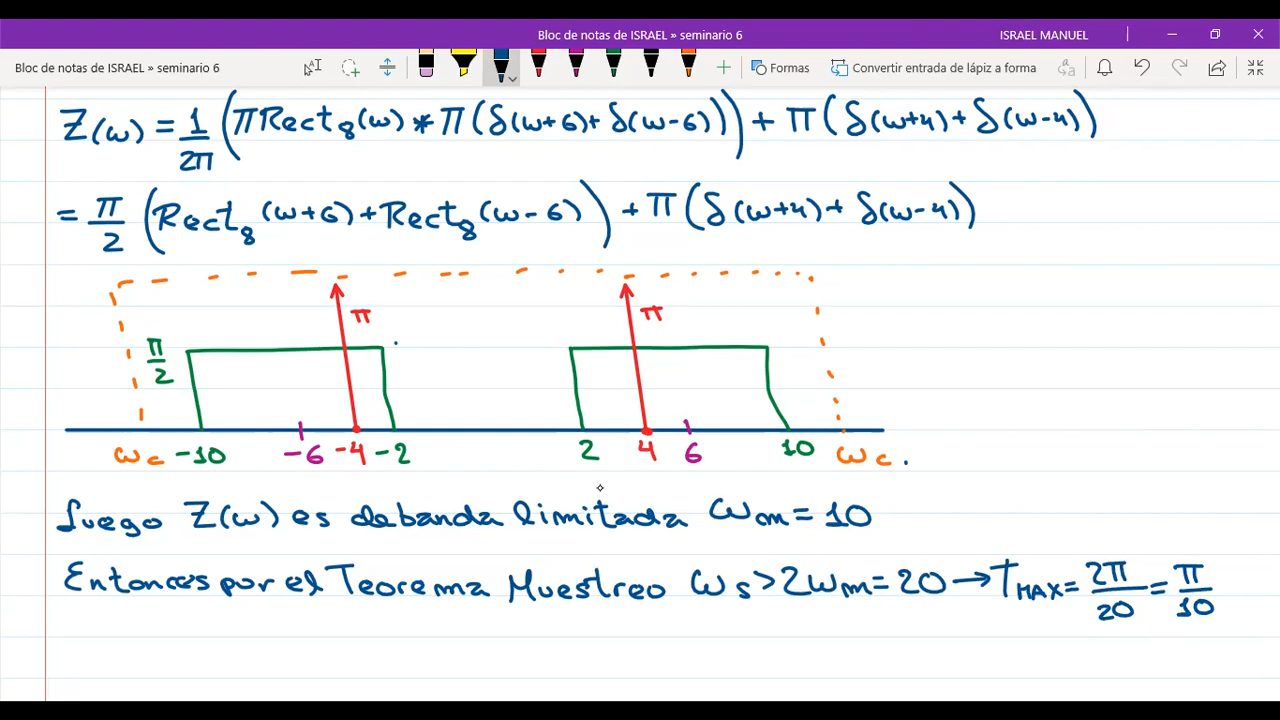 Bloc de notas de ISRAEL » seminario 6 ISRAEL MANUEL
Bloc de notas de ISRAEL » seminario 6 Formas Convertir entrada de lápiz a forma
Z(ω) = 1/2π (πRect₈(ω) * π(δ(ω+6)+δ(ω-6))) + π(δ(ω+4)+δ(ω-4))
= π/2 (Rect₈(ω+6)+Rect₈(ω-6)) + π(δ(ω+4)+δ(ω-4))
π π
π/2
ωc -10 -6 -4 -2 2 4 6 10 ωc
Luego Z(ω) es de banda limitada ωm = 10
Entonces por el Teorema Muestreo ωs > 2ωm = 20 → TMAX = 2π/20 = π/10